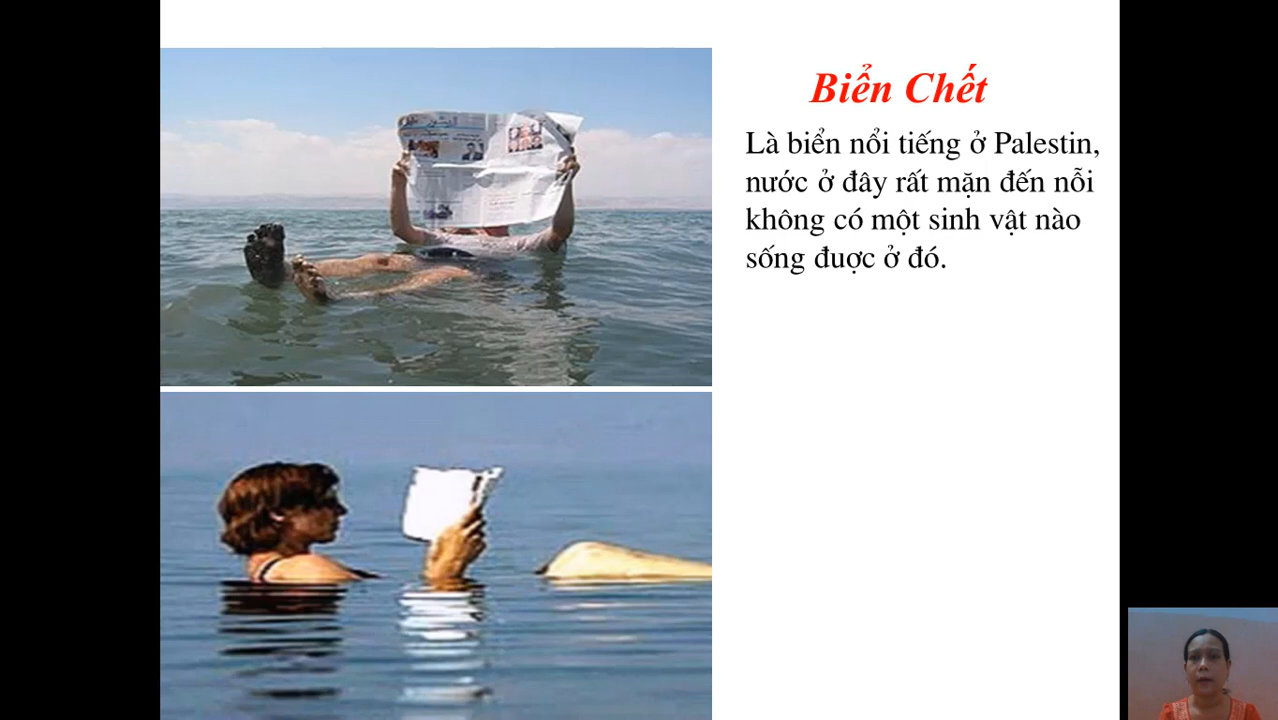 Biển Chết
Là biển nổi tiếng ở Palestin,
nước ở đây rất mặn đến nỗi
không có một sinh vật nào
sống đuợc ở đó.